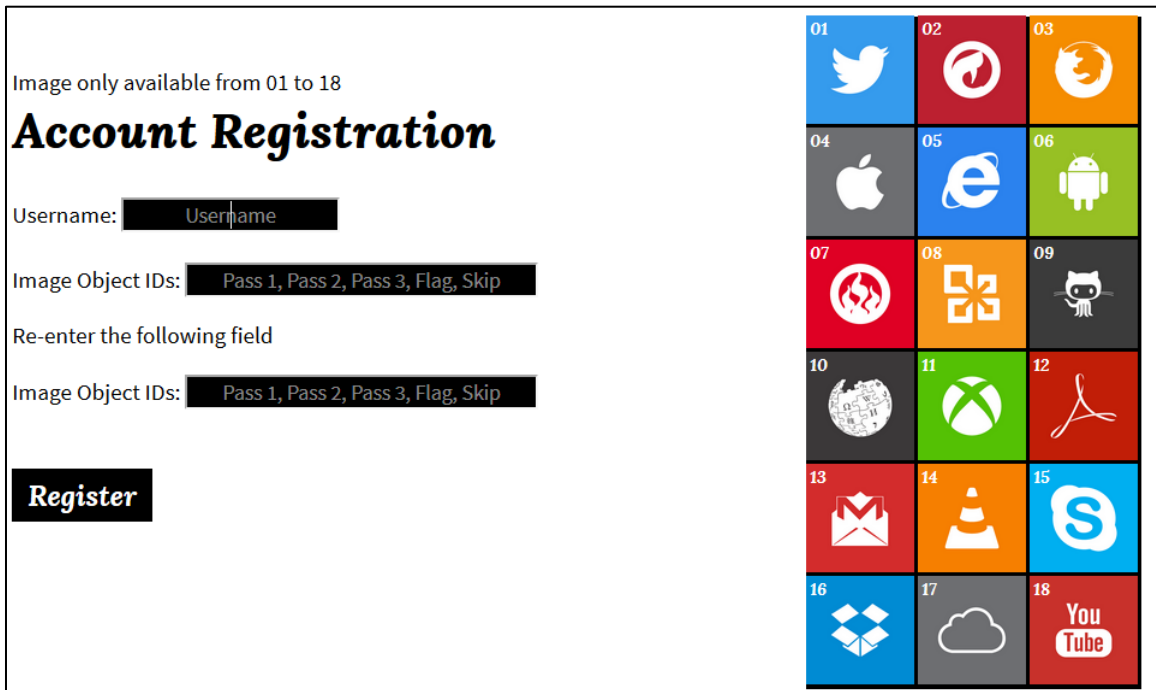 Image only available from 01 to 18
Account Registration
Username: Username
Image Object IDs: Pass 1, Pass 2, Pass 3, Flag, Skip
Re-enter the following field
Image Object IDs: Pass 1, Pass 2, Pass 3, Flag, Skip
Register
01 02 03
04 05 06
07 08 09
10 11 12
Ω W И 7
13 14 15
M S
16 17 18
You
Tube